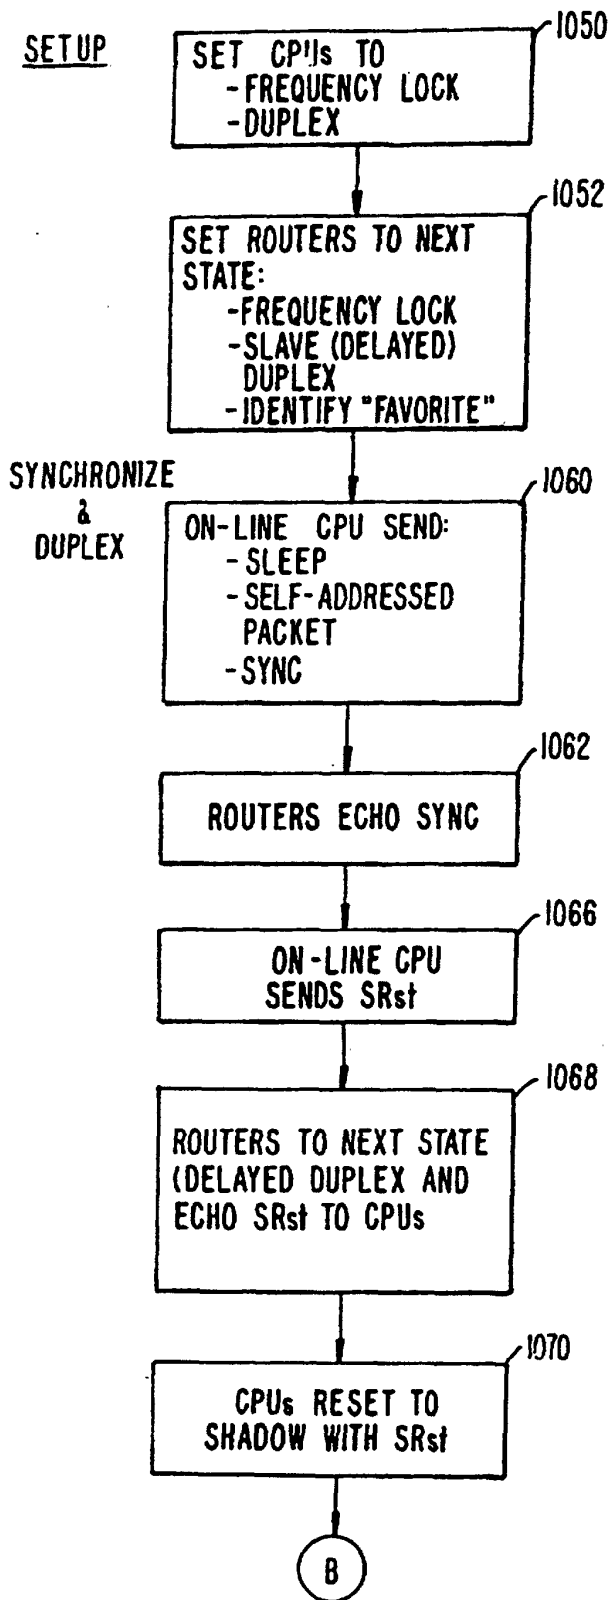 SETUP
1050
SET CPUs TO
-FREQUENCY LOCK
-DUPLEX
1052
SET ROUTERS TO NEXT
STATE:
-FREQUENCY LOCK
-SLAVE (DELAYED)
DUPLEX
-IDENTIFY "FAVORITE"
SYNCHRONIZE
&
DUPLEX
1060
ON-LINE CPU SEND:
-SLEEP
-SELF-ADDRESSED
PACKET
-SYNC
1062
ROUTERS ECHO SYNC
1066
ON-LINE CPU
SENDS SRst
1068
ROUTERS TO NEXT STATE
(DELAYED DUPLEX AND
ECHO SRst TO CPUs
1070
CPUs RESET TO
SHADOW WITH SRst
B